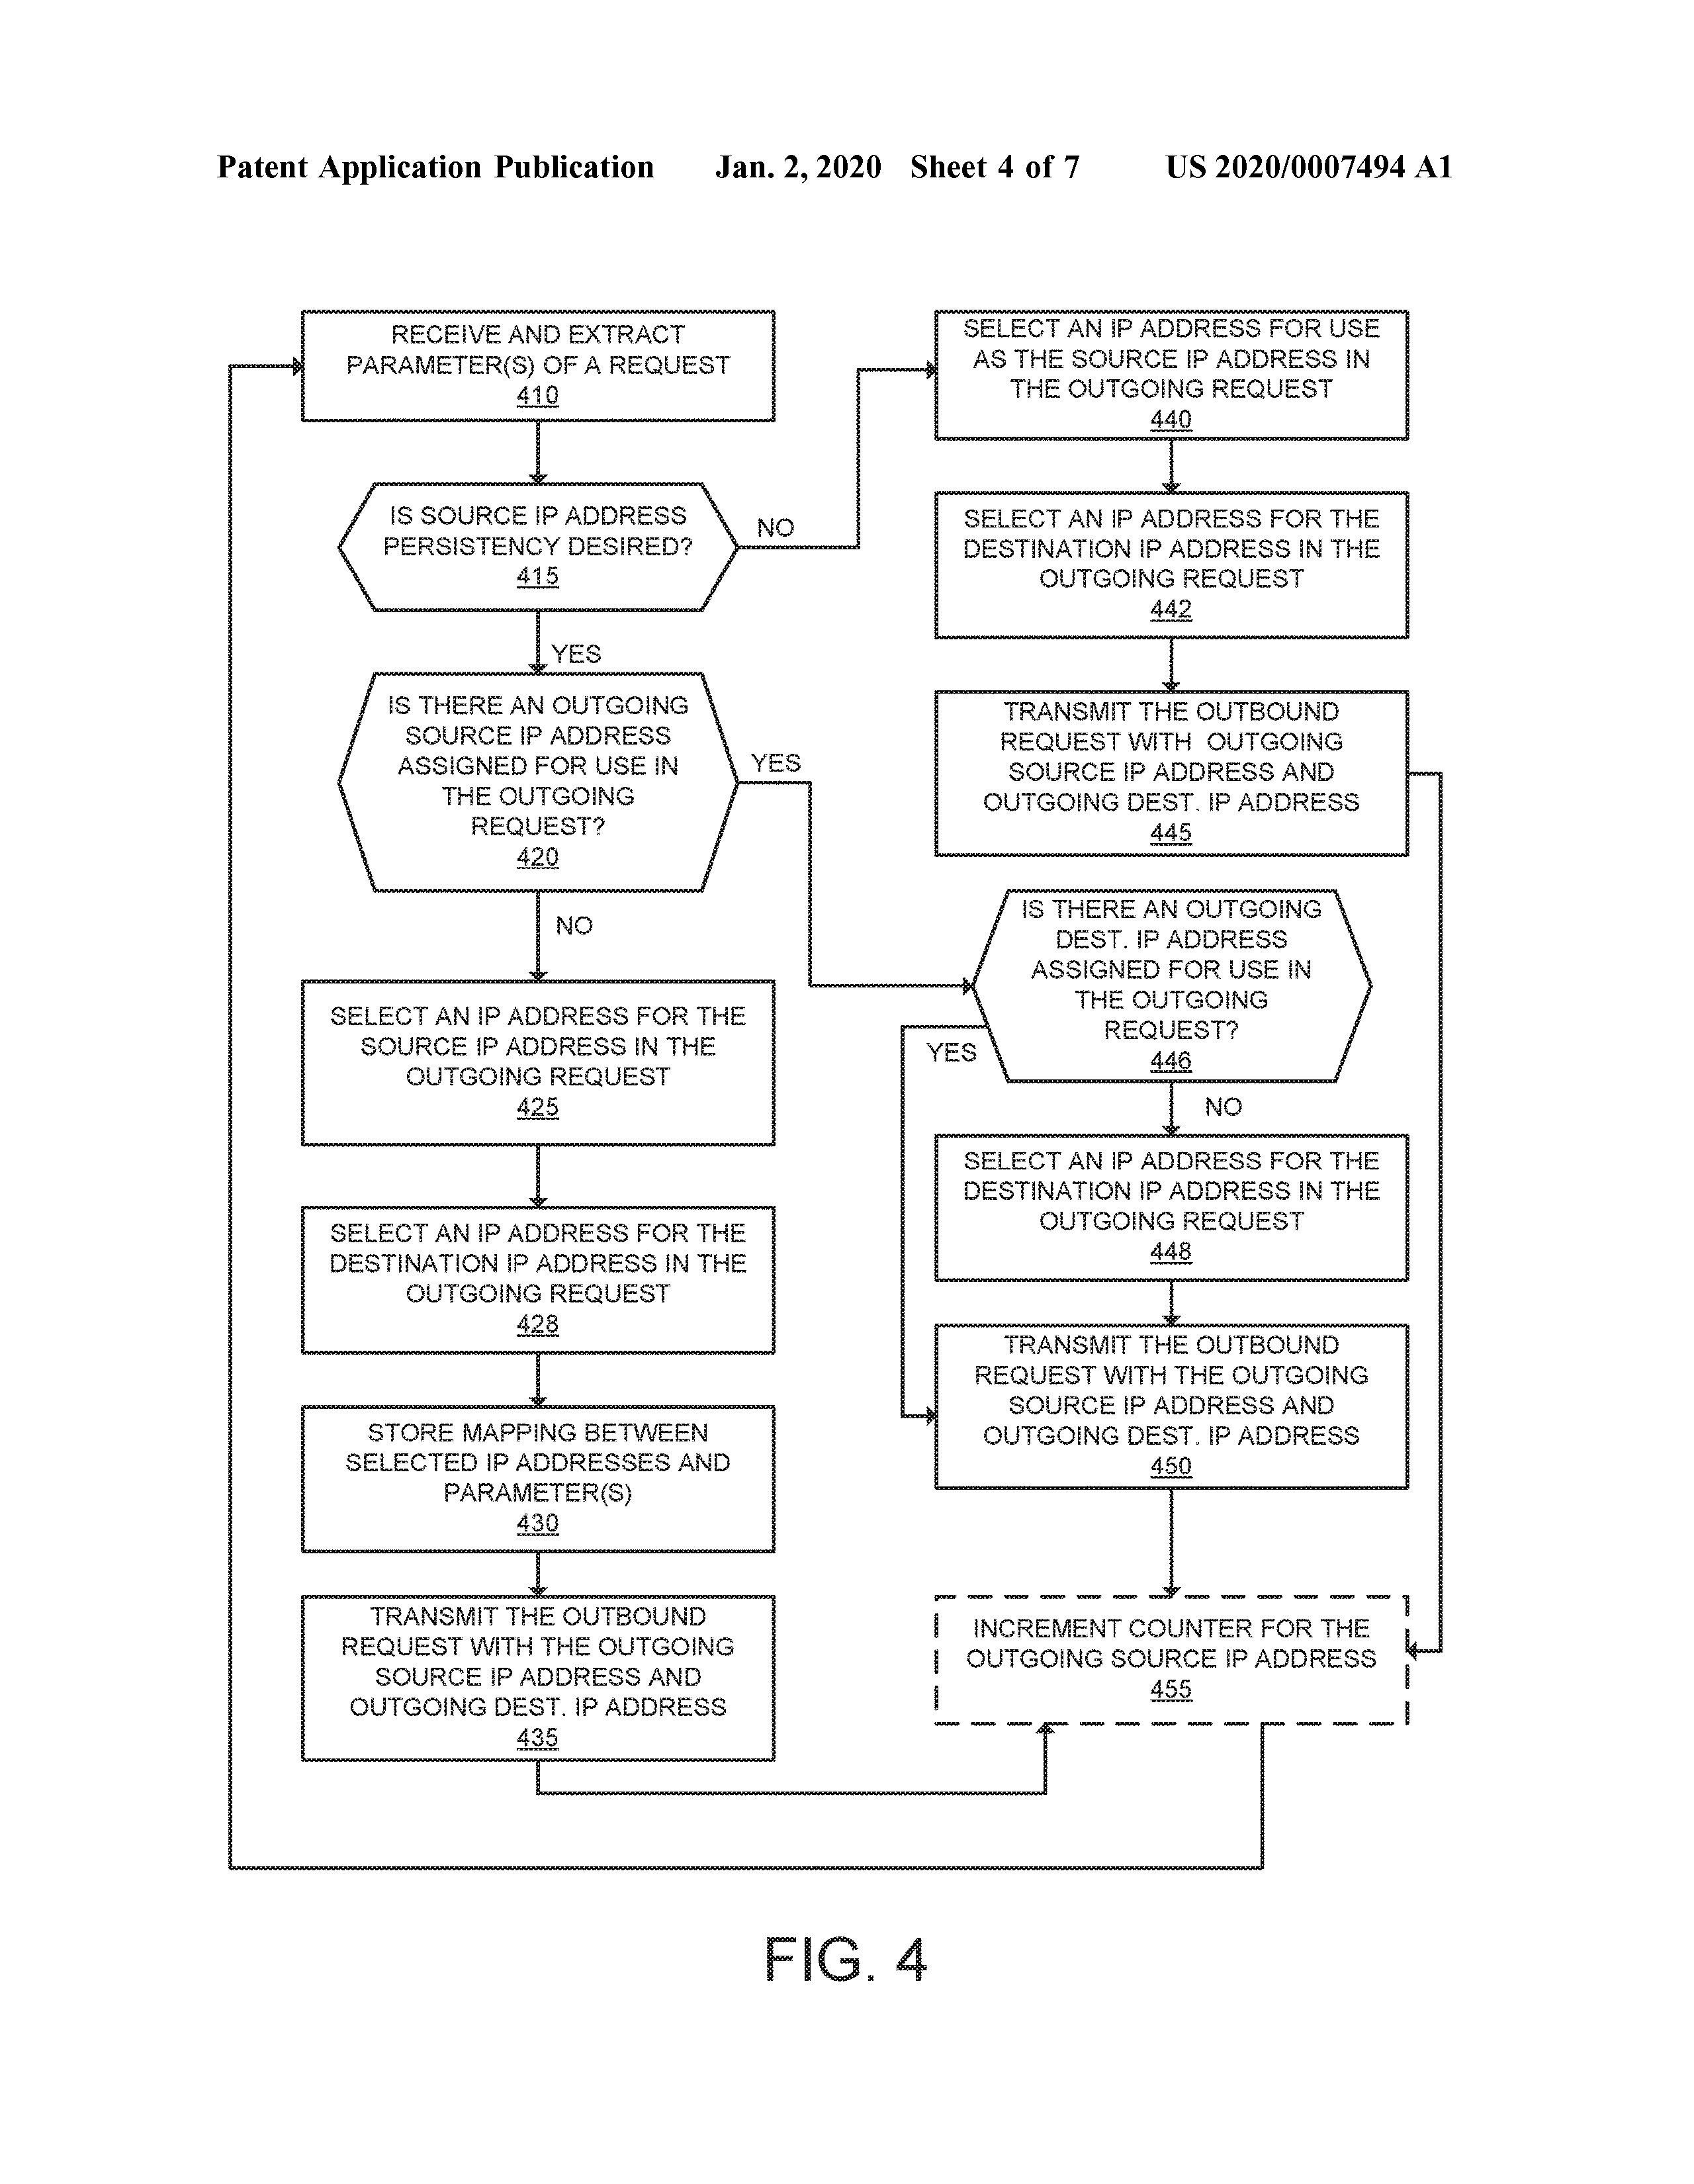 Patent Application Publication Jan. 2, 2020 Sheet 4 of 7 US 2020/0007494 A1
RECEIVE AND EXTRACT
PARAMETER(S) OF A REQUEST
410
IS SOURCE IP ADDRESS
PERSISTENCY DESIRED?
415
NO
YES
IS THERE AN OUTGOING
SOURCE IP ADDRESS
ASSIGNED FOR USE IN
THE OUTGOING
REQUEST?
420
YES
NO
SELECT AN IP ADDRESS FOR THE
SOURCE IP ADDRESS IN THE
OUTGOING REQUEST
425
SELECT AN IP ADDRESS FOR THE
DESTINATION IP ADDRESS IN THE
OUTGOING REQUEST
428
STORE MAPPING BETWEEN
SELECTED IP ADDRESSES AND
PARAMETER(S)
430
TRANSMIT THE OUTBOUND
REQUEST WITH THE OUTGOING
SOURCE IP ADDRESS AND
OUTGOING DEST. IP ADDRESS
435
SELECT AN IP ADDRESS FOR USE
AS THE SOURCE IP ADDRESS IN
THE OUTGOING REQUEST
440
SELECT AN IP ADDRESS FOR THE
DESTINATION IP ADDRESS IN THE
OUTGOING REQUEST
442
TRANSMIT THE OUTBOUND
REQUEST WITH OUTGOING
SOURCE IP ADDRESS AND
OUTGOING DEST. IP ADDRESS
445
IS THERE AN OUTGOING
DEST. IP ADDRESS
ASSIGNED FOR USE IN
THE OUTGOING
REQUEST?
446
YES
NO
SELECT AN IP ADDRESS FOR THE
DESTINATION IP ADDRESS IN THE
OUTGOING REQUEST
448
TRANSMIT THE OUTBOUND
REQUEST WITH THE OUTGOING
SOURCE IP ADDRESS AND
OUTGOING DEST. IP ADDRESS
450
INCREMENT COUNTER FOR THE
OUTGOING SOURCE IP ADDRESS
455
FIG. 4